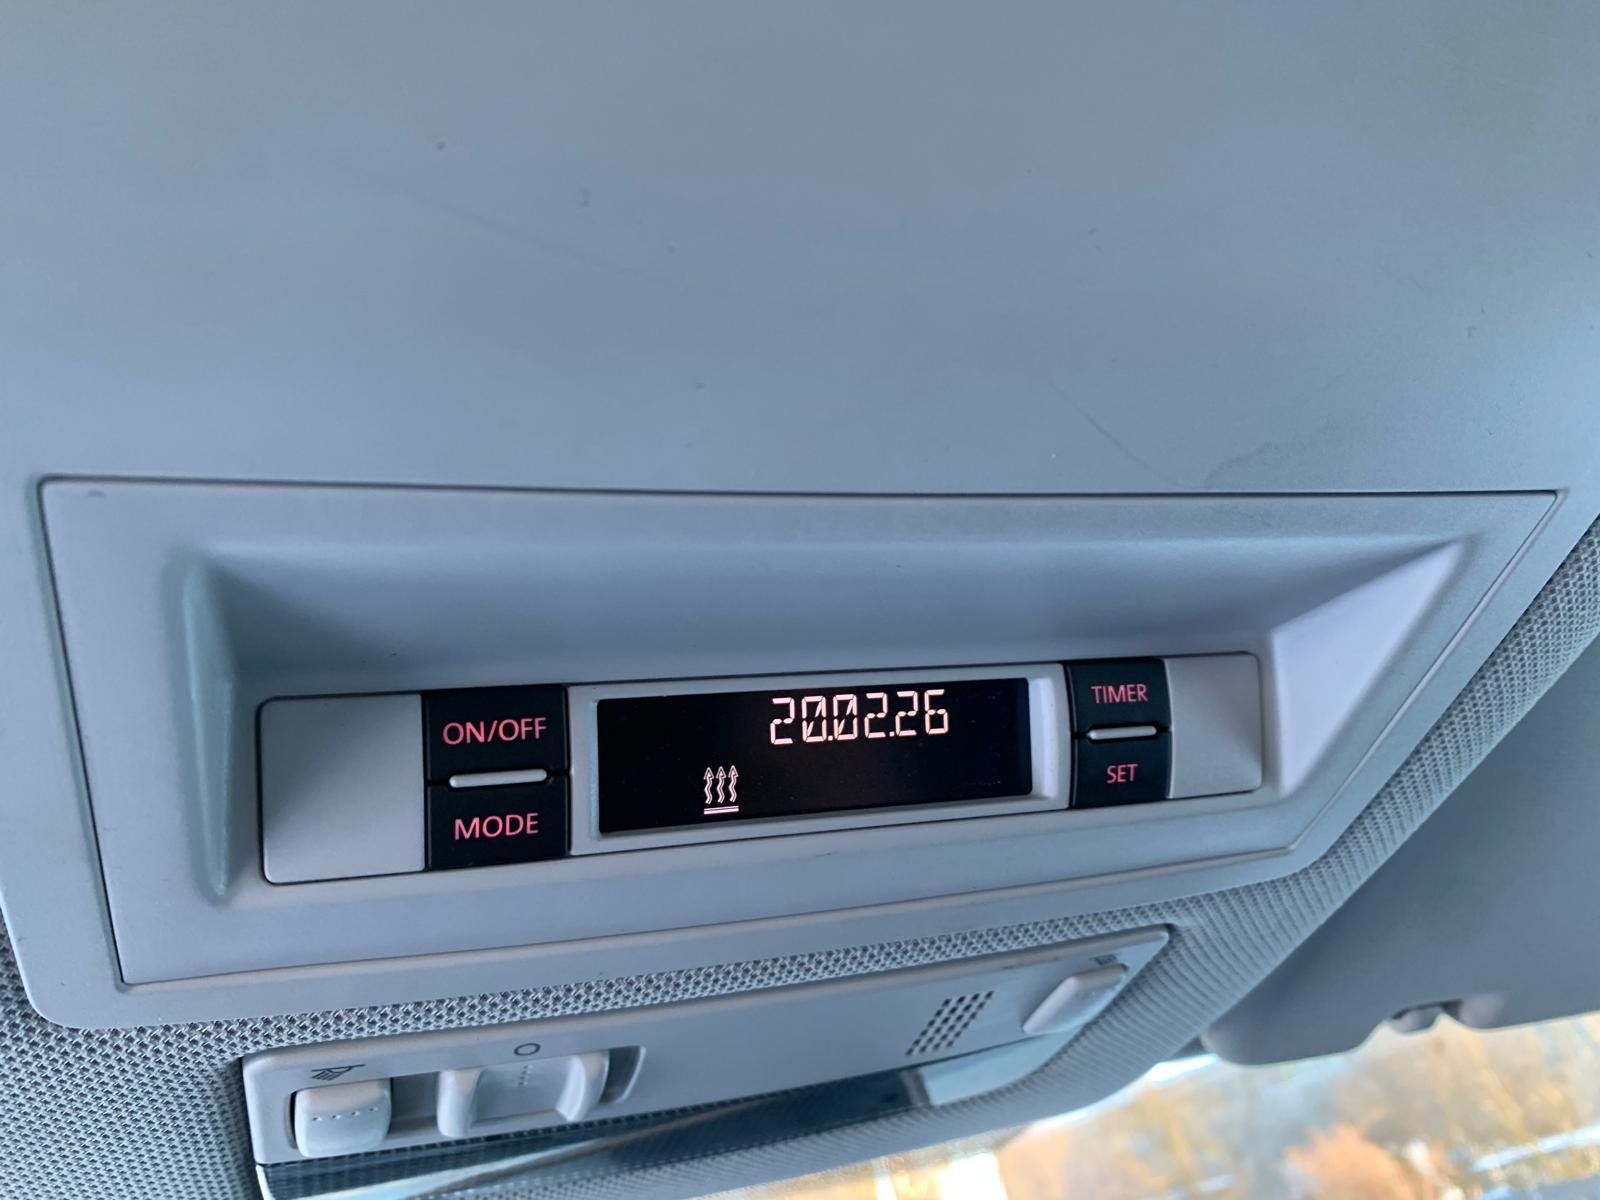 20.02.26
ON/OFF
MODE
TIMER
SET